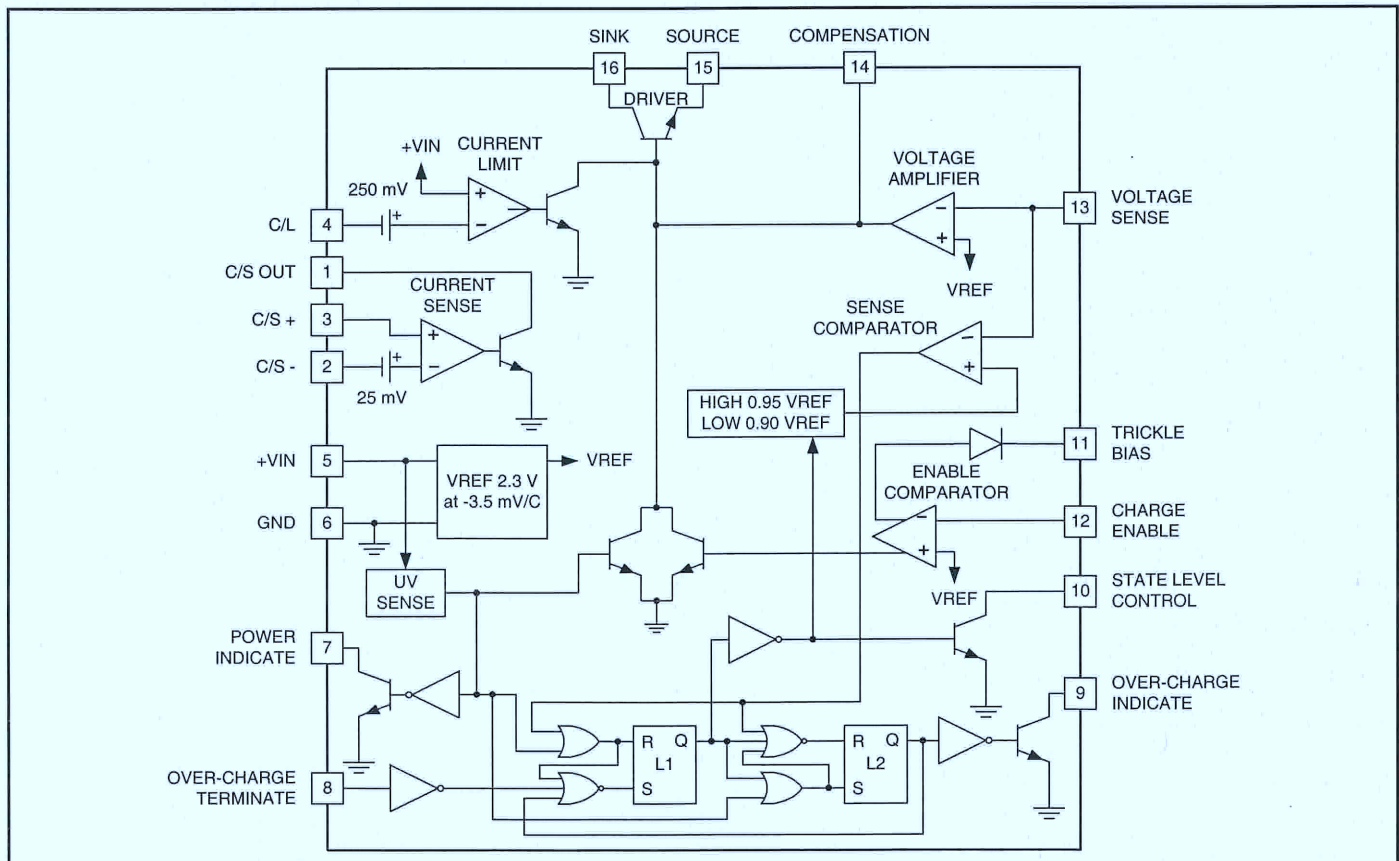 SINK
SOURCE
COMPENSATION
16
15
14
DRIVER
+VIN
CURRENT
LIMIT
250 mV
+
+
-
C/L
4
VOLTAGE
AMPLIFIER
-
+
VREF
13
VOLTAGE
SENSE
C/S OUT
1
CURRENT
SENSE
C/S +
3
C/S -
2
+
+
-
25 mV
SENSE
COMPARATOR
-
+
HIGH 0.95 VREF
LOW 0.90 VREF
11
TRICKLE
BIAS
+VIN
5
VREF 2.3 V
at -3.5 mV/C
VREF
GND
6
ENABLE
COMPARATOR
-
+
VREF
12
CHARGE
ENABLE
UV
SENSE
10
STATE LEVEL
CONTROL
POWER
INDICATE
7
9
OVER-CHARGE
INDICATE
R
Q
L1
S
R
Q
L2
S
OVER-CHARGE
TERMINATE
8